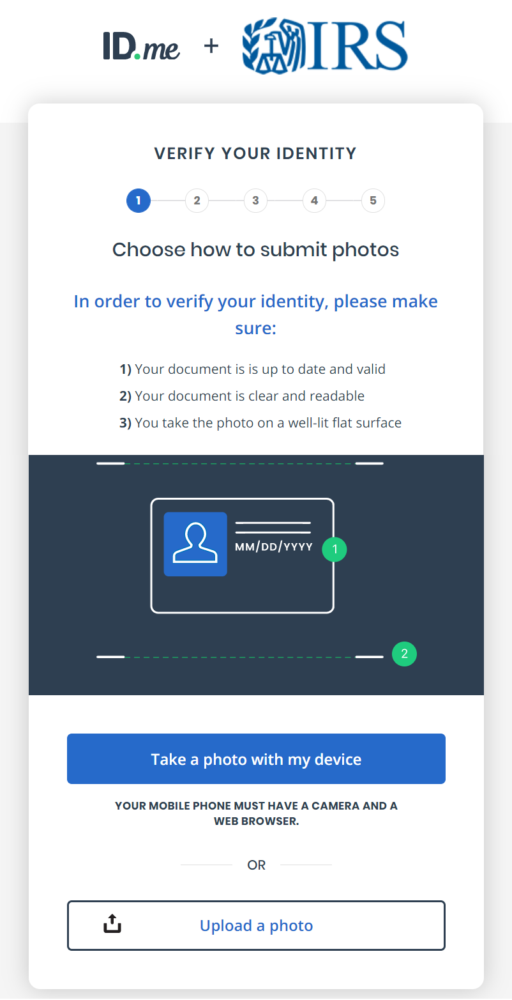 ID.me + IRS
VERIFY YOUR IDENTITY
1 2 3 4 5
Choose how to submit photos
In order to verify your identity, please make
sure:
1) Your document is is up to date and valid
2) Your document is clear and readable
3) You take the photo on a well-lit flat surface
MM/DD/YYYY
1
2
Take a photo with my device
YOUR MOBILE PHONE MUST HAVE A CAMERA AND A
WEB BROWSER.
OR
Upload a photo